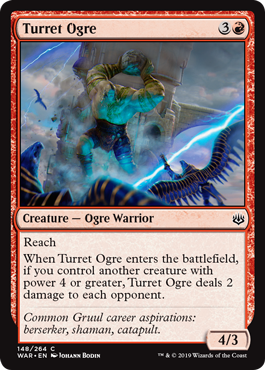 Turret Ogre 3
Creature — Ogre Warrior
Reach
When Turret Ogre enters the battlefield,
if you control another creature with
power 4 or greater, Turret Ogre deals 2
damage to each opponent.
Common Gruul career aspirations:
berserker, shaman, catapult.
4/3
148/264 C
WAR • EN Johann Bodin
™ & © 2019 Wizards of the Coast